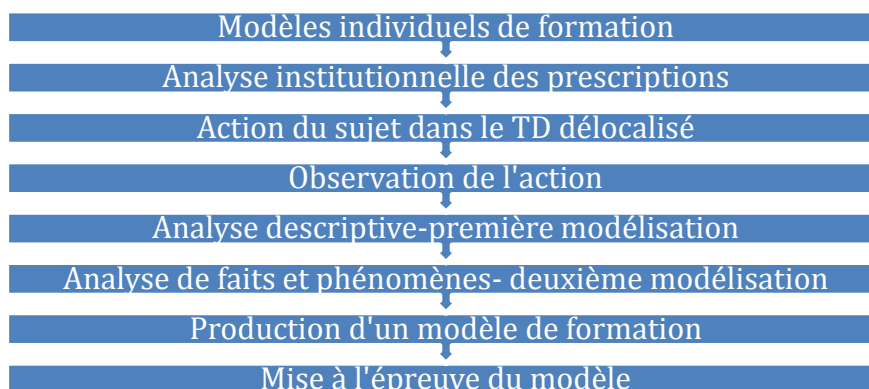 Modèles individuels de formation
Analyse institutionnelle des prescriptions
Action du sujet dans le TD délocalisé
Observation de l'action
Analyse descriptive-première modélisation
Analyse de faits et phénomènes- deuxième modélisation
Production d'un modèle de formation
Mise à l'épreuve du modèle